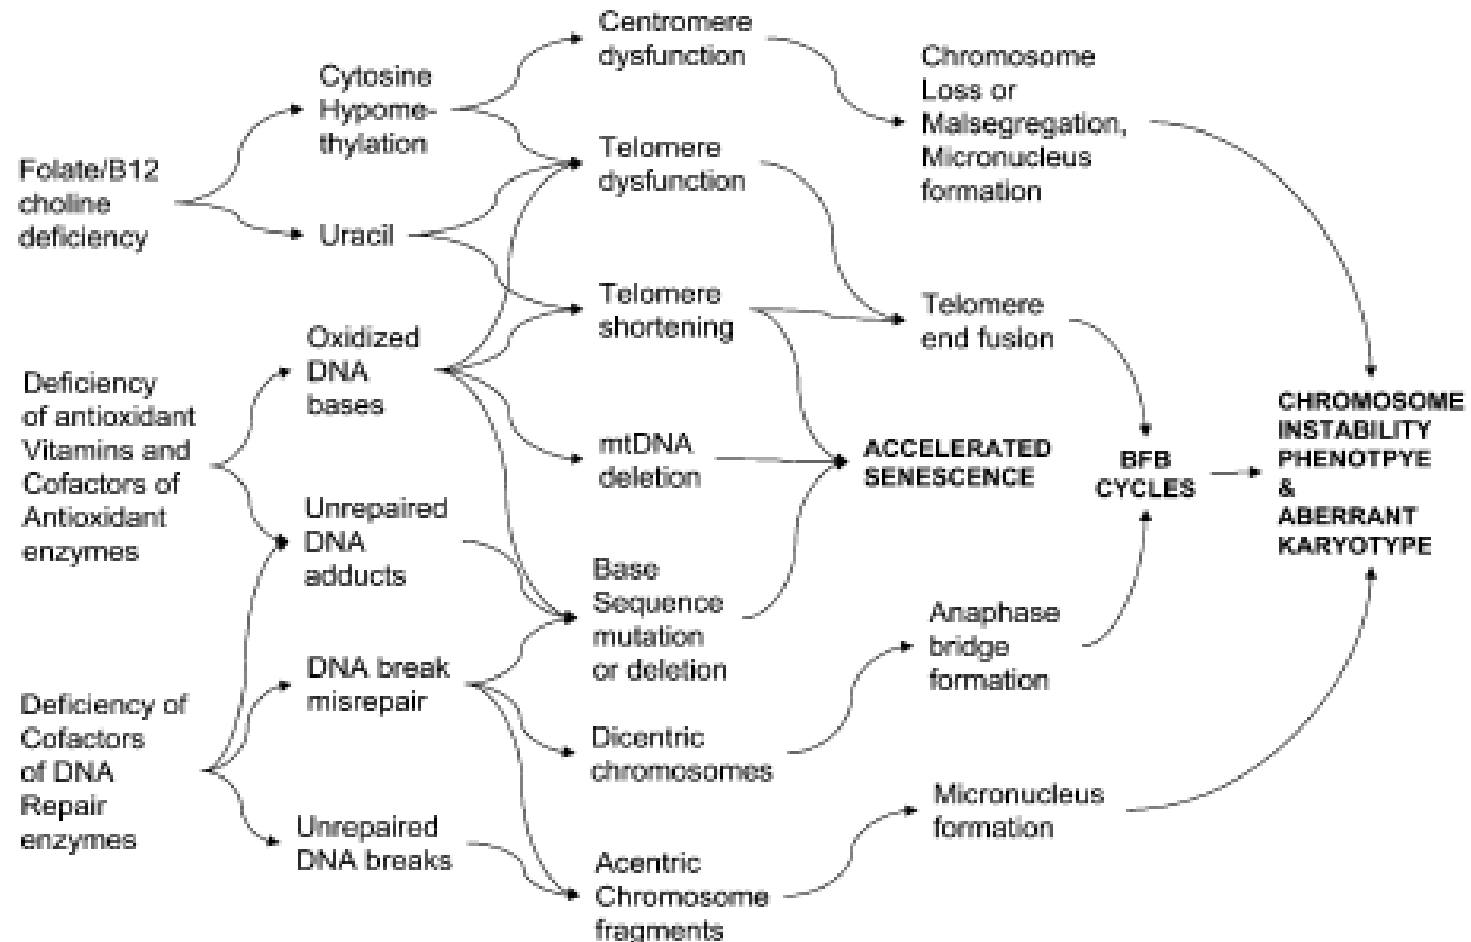 Folate/B12
choline
deficiency
Deficiency
of antioxidant
Vitamins and
Cofactors of
Antioxidant
enzymes
Deficiency of
Cofactors
of DNA
Repair
enzymes
Cytosine
Hypome-
thylation
Uracil
Oxidized
DNA
bases
Unrepaired
DNA
adducts
DNA break
misrepair
Unrepaired
DNA breaks
Centromere
dysfunction
Telomere
dysfunction
Telomere
shortening
mtDNA
deletion
Base
Sequence
mutation
or deletion
Dicentric
chromosomes
Acentric
Chromosome
fragments
Chromosome
Loss or
Malsegregation,
Micronucleus
formation
Telomere
end fusion
ACCELERATED
SENESCENCE
Anaphase
bridge
formation
Micronucleus
formation
BFB
CYCLES
CHROMOSOME
INSTABILITY
PHENOTPYE
&
ABERRANT
KARYOTYPE